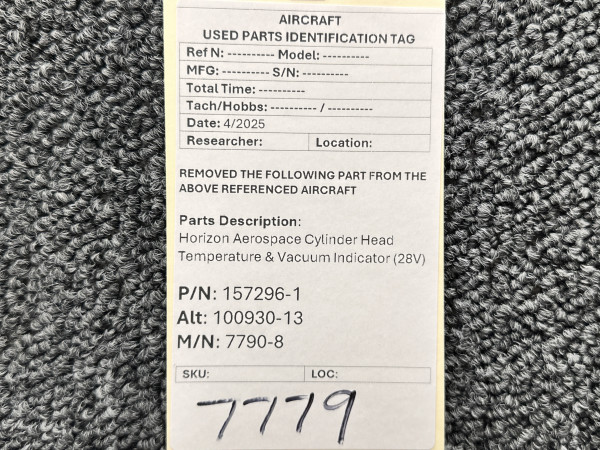 AIRCRAFT
USED PARTS IDENTIFICATION TAG
Ref N: ---------- Model: ----------
MFG: ---------- S/N: ----------
Total Time: ----------
Tach/Hobbs: ---------- / ----------
Date: 4/2025
Researcher: Location:
REMOVED THE FOLLOWING PART FROM THE
ABOVE REFERENCED AIRCRAFT
Parts Description:
Horizon Aerospace Cylinder Head
Temperature & Vacuum Indicator (28V)
P/N: 157296-1
Alt: 100930-13
M/N: 7790-8
SKU: LOC:
7779